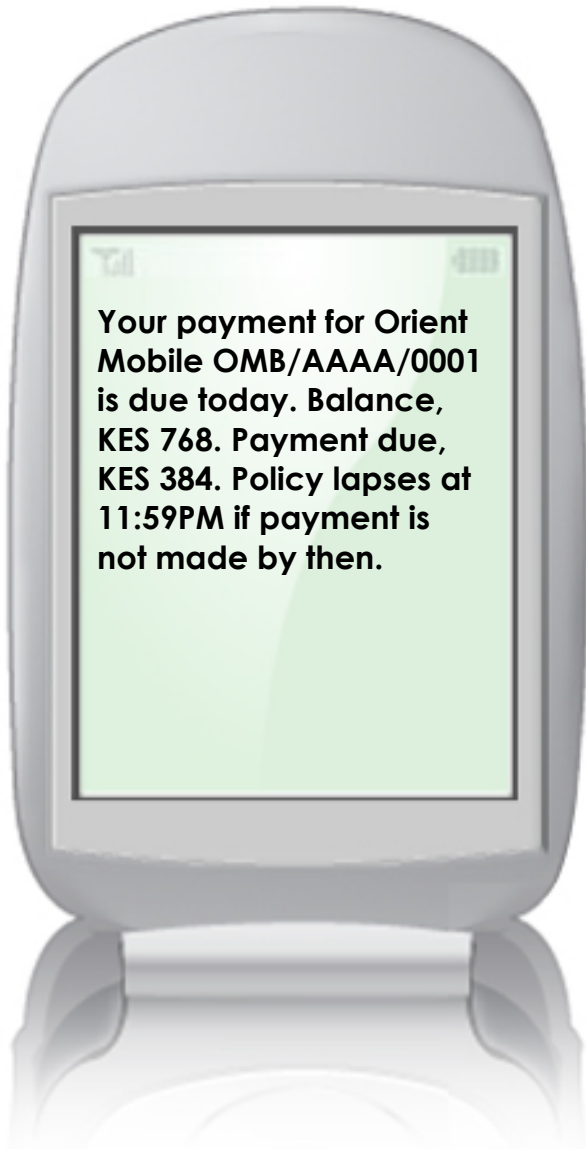 Your payment for Orient
Mobile OMB/AAAA/0001
is due today. Balance,
KES 768. Payment due,
KES 384. Policy lapses at
11:59PM if payment is
not made by then.